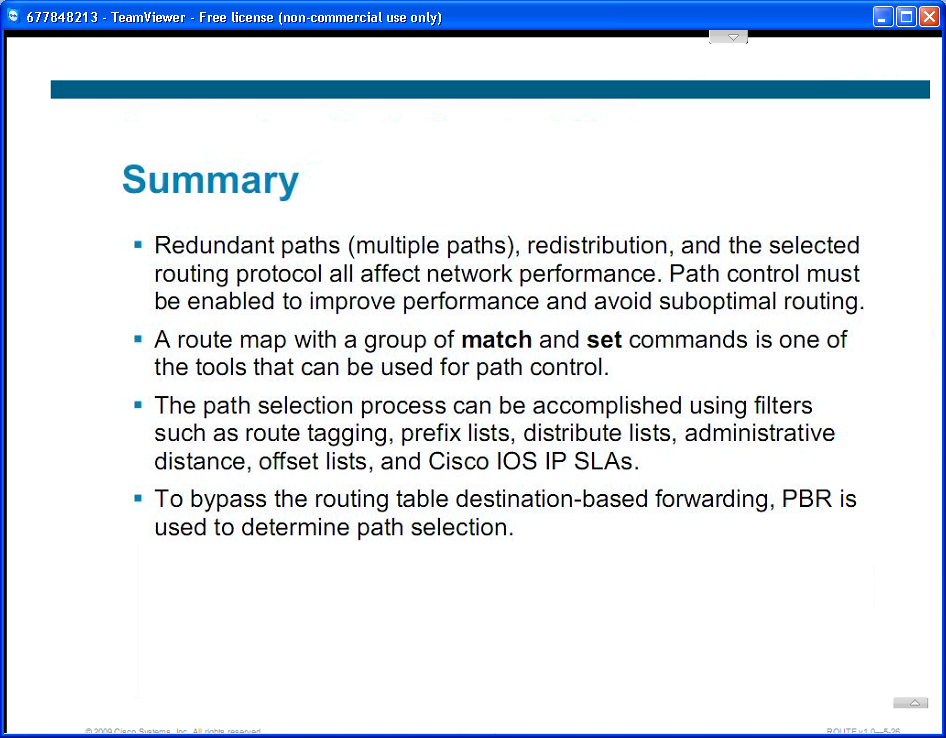 677848213 - TeamViewer - Free license (non-commercial use only)
Summary
Redundant paths (multiple paths), redistribution, and the selected
routing protocol all affect network performance. Path control must
be enabled to improve performance and avoid suboptimal routing.
A route map with a group of match and set commands is one of
the tools that can be used for path control.
The path selection process can be accomplished using filters
such as route tagging, prefix lists, distribute lists, administrative
distance, offset lists, and Cisco IOS IP SLAs.
To bypass the routing table destination-based forwarding, PBR is
used to determine path selection.
© 2009 Cisco Systems, Inc. All rights reserved.
ROUTE v1.0—5-26